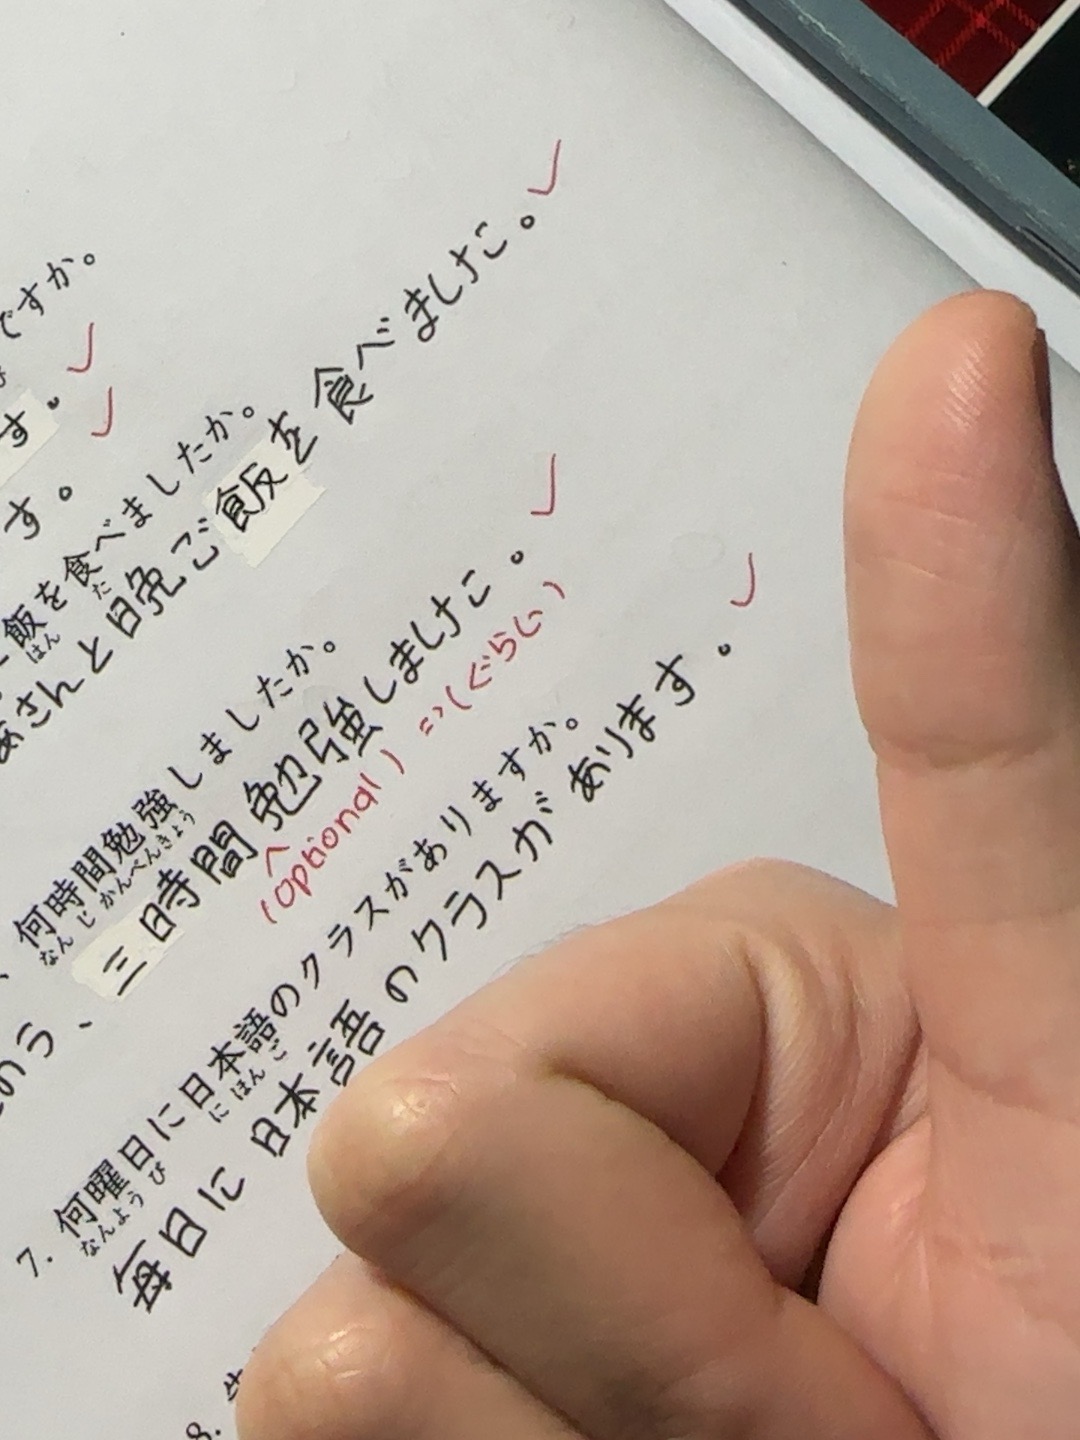 ですか。
す。
す。
飯を食べましたか。
はん た
あさんと晩ご飯を食べました。
何時間勉強しましたか。
なんじかんべんきょう
のう、三時間勉強しました。
(optional) => (ぐらい)
7. 何曜日に日本語のクラスがありますか。
なんようび にほんご
毎日に日本語のクラスがあります。
8.